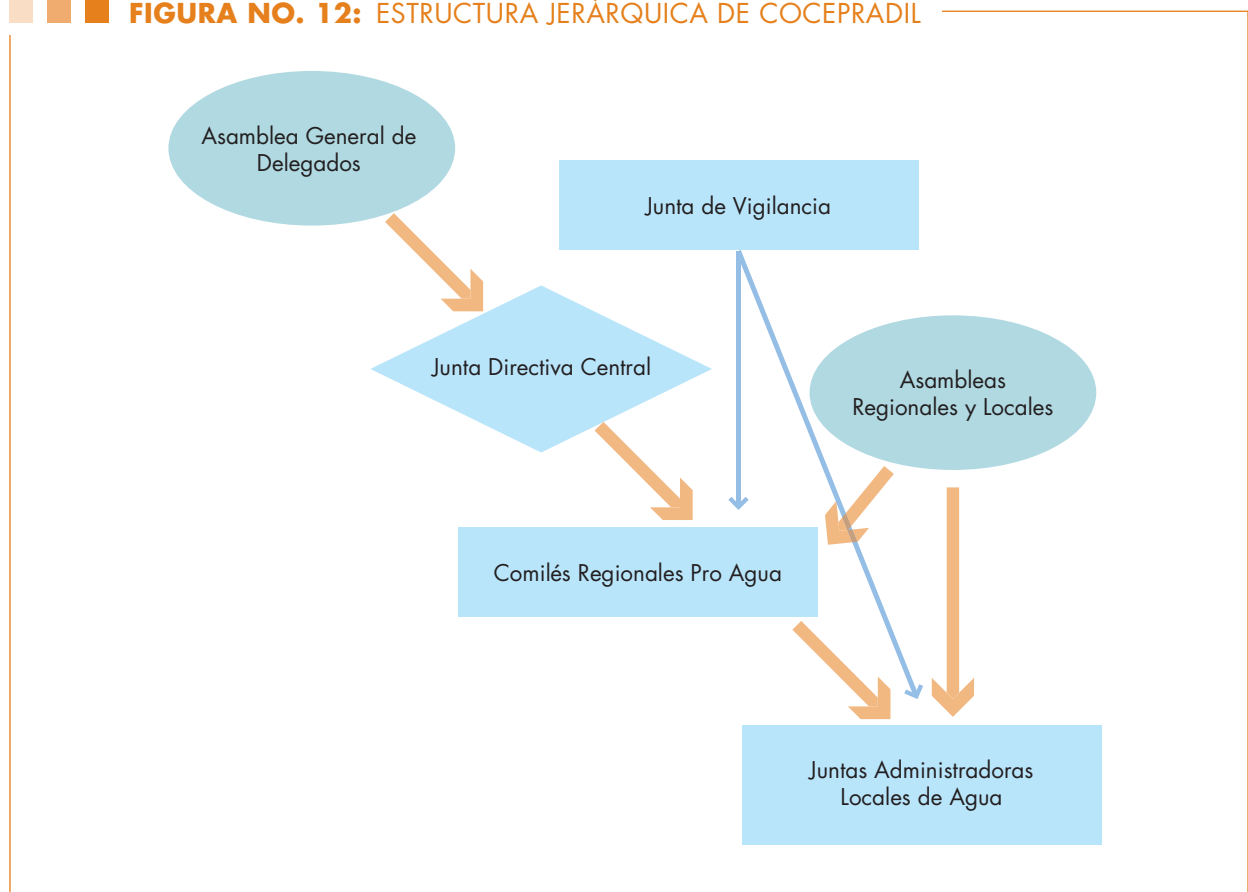 FIGURA NO. 12: ESTRUCTURA JERÁRQUICA DE COCEPRADIL
Asamblea General de
Delegados
Junta de Vigilancia
Junta Directiva Central
Asambleas
Regionales y Locales
Comilés Regionales Pro Agua
Juntas Administradoras
Locales de Agua